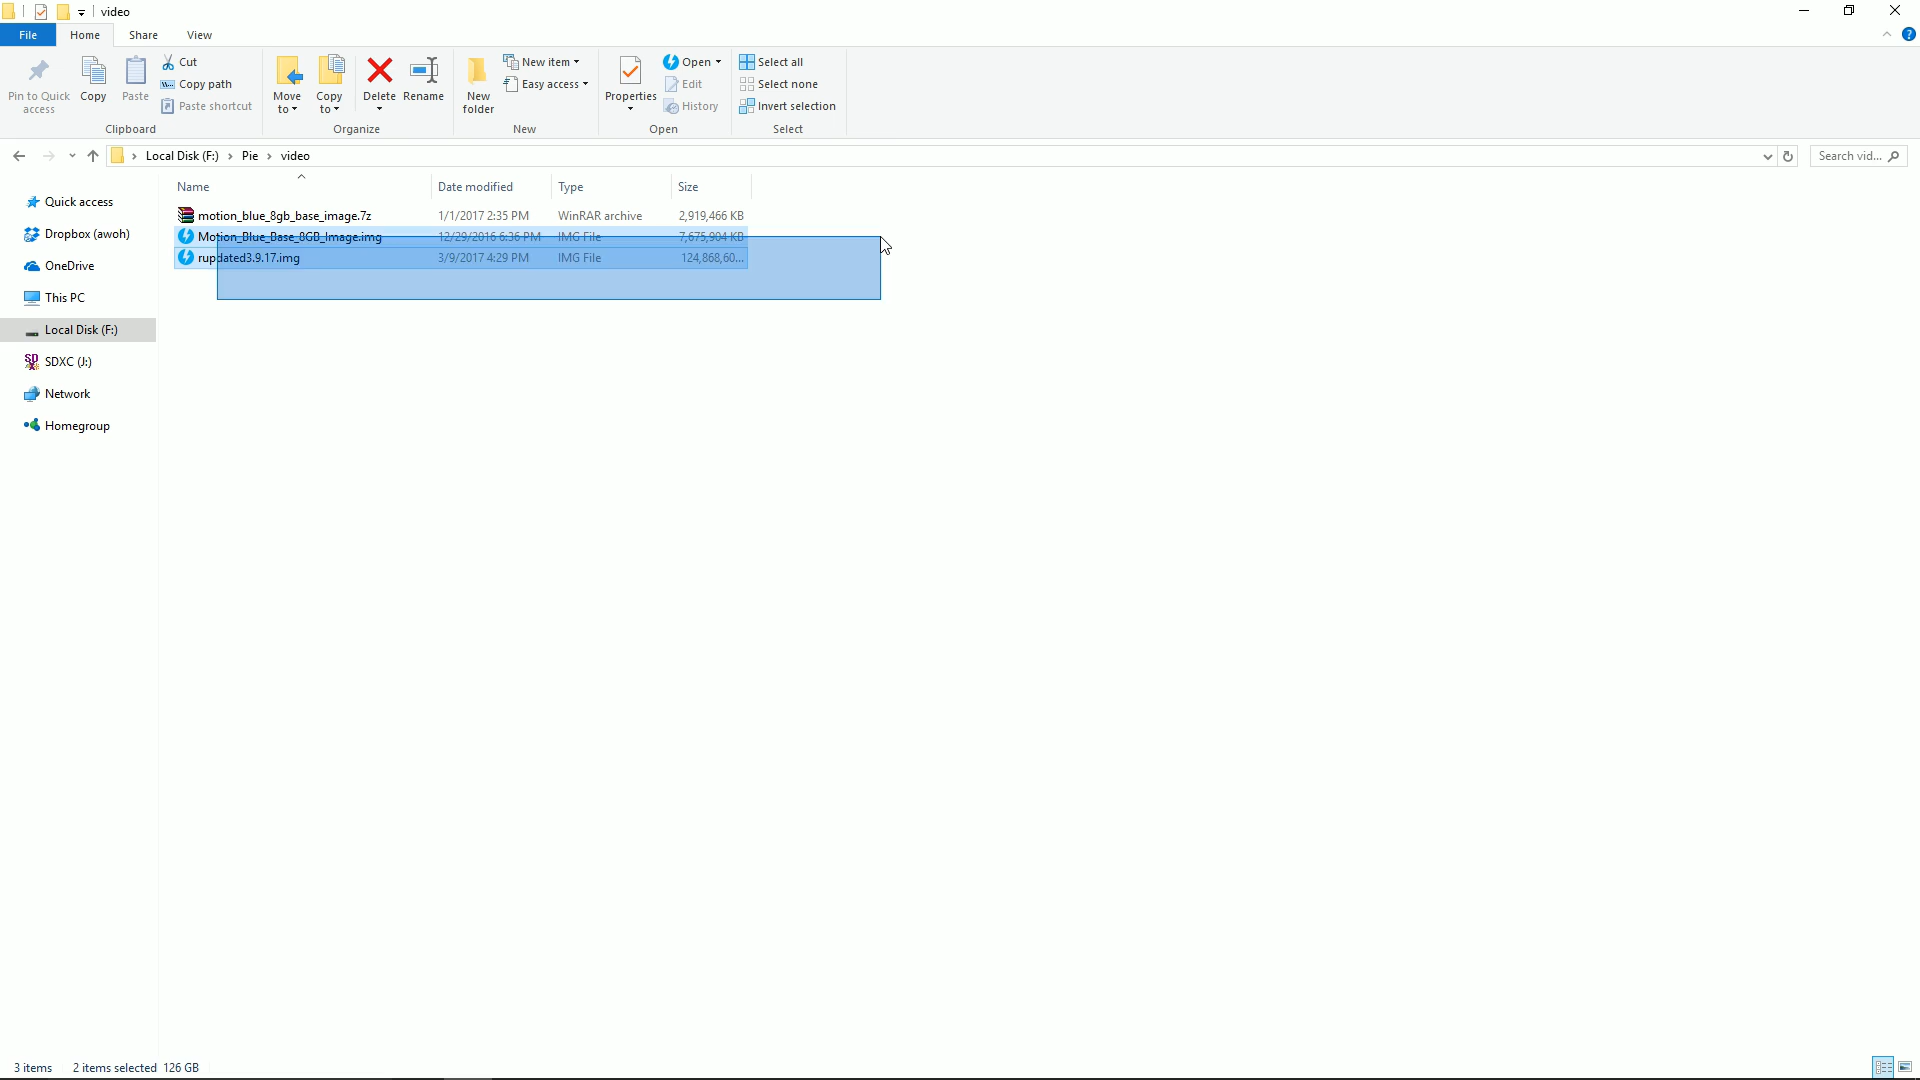 video
File Home Share View
Pin to Quick access
Copy
Paste
Cut
Copy path
Paste shortcut
Clipboard
Move to
Copy to
Delete
Rename
Organize
New folder
New item
Easy access
New
Properties
Open
Edit
History
Open
Select all
Select none
Invert selection
Select
Local Disk (F:) Pie video
Search vid...
Name Date modified Type Size
motion_blue_8gb_base_image.7z 1/1/2017 2:35 PM WinRAR archive 2,919,466 KB
Motion_Blue_Base_8GB_Image.img 12/29/2016 6:36 PM IMG File 7,675,904 KB
rupdated3.9.17.img 3/9/2017 4:29 PM IMG File 124,868,60...
Quick access
Dropbox (awoh)
OneDrive
This PC
Local Disk (F:)
SDXC (J:)
Network
Homegroup
3 items 2 items selected 126 GB